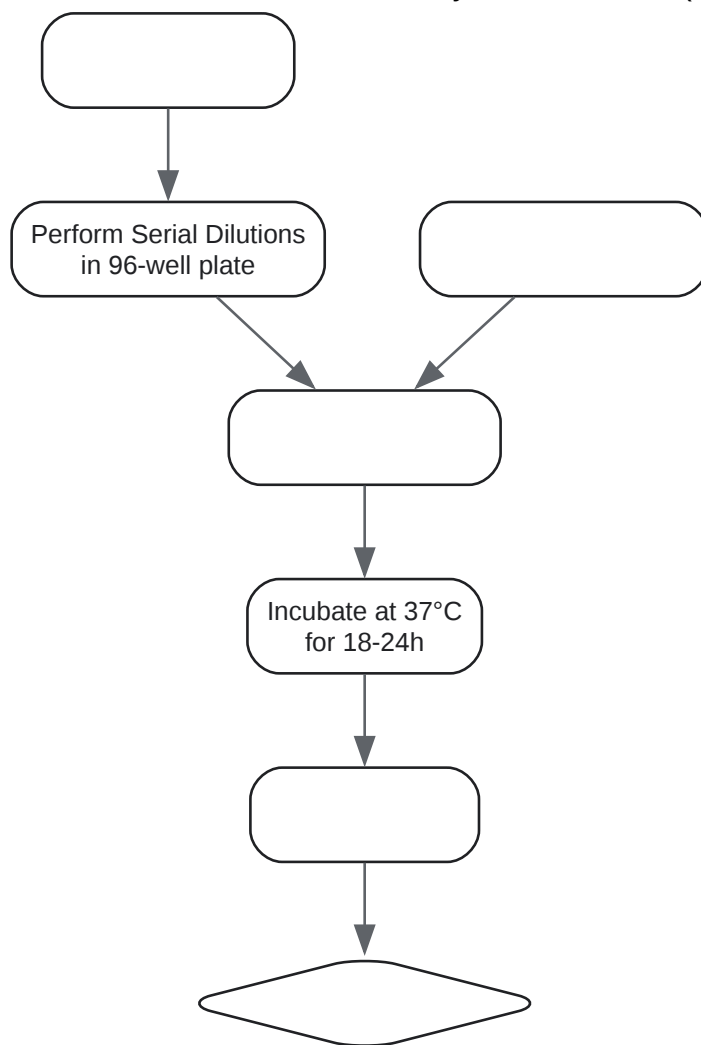 Perform Serial Dilutions
in 96-well plate
Incubate at 37°C
for 18-24h